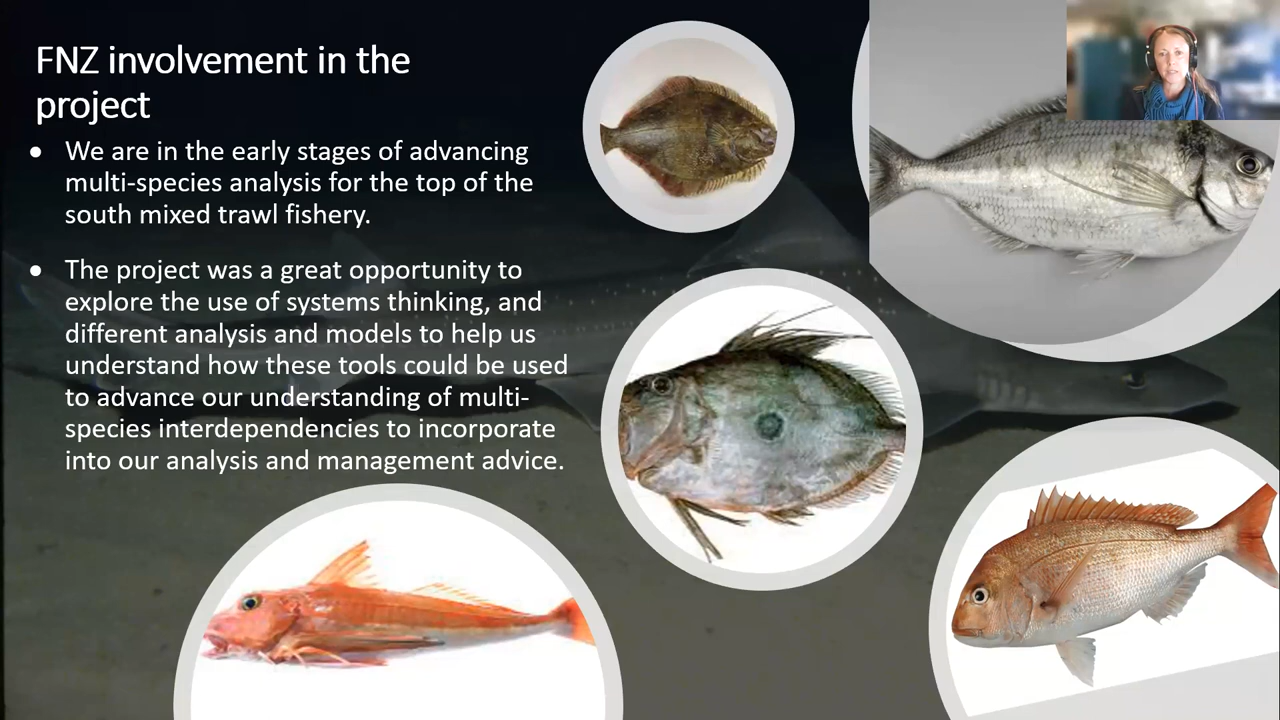 FNZ involvement in the
project
● We are in the early stages of advancing
multi-species analysis for the top of the
south mixed trawl fishery.
● The project was a great opportunity to
explore the use of systems thinking, and
different analysis and models to help us
understand how these tools could be used
to advance our understanding of multi-
species interdependencies to incorporate
into our analysis and management advice.